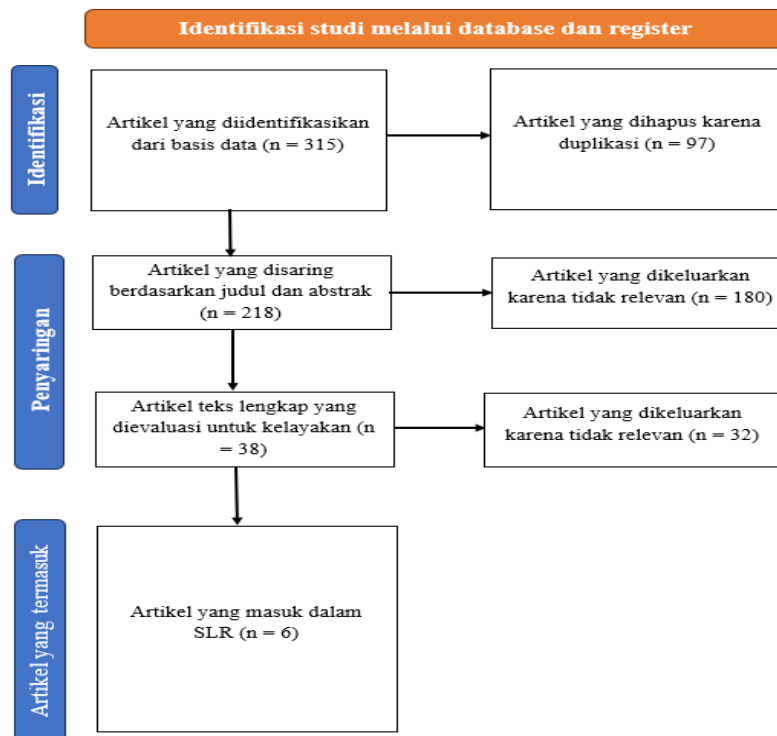 Identifikasi studi melalui database dan register
Identifikasi
Artikel yang diidentifikasikan
dari basis data (n = 315)
Artikel yang dihapus karena
duplikasi (n = 97)
Penyaringan
Artikel yang disaring
berdasarkan judul dan abstrak
(n = 218)
Artikel yang dikeluarkan
karena tidak relevan (n = 180)
Artikel teks lengkap yang
dievaluasi untuk kelayakan (n
= 38)
Artikel yang dikeluarkan
karena tidak relevan (n = 32)
Artikel yang termasuk
Artikel yang masuk dalam
SLR (n = 6)